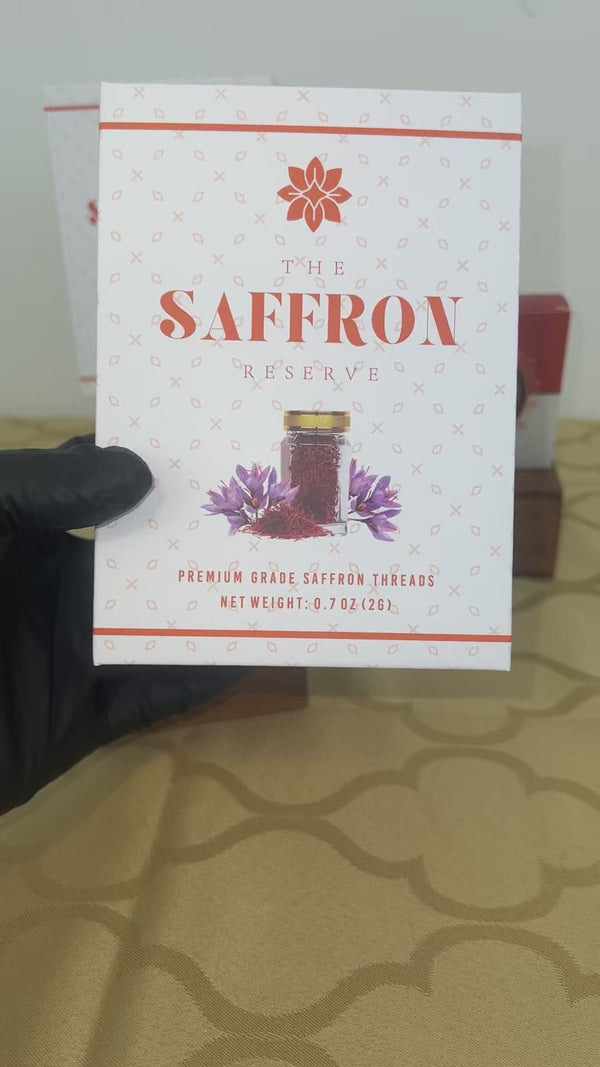 THE
SAFFRON
RESERVE
PREMIUM GRADE SAFFRON THREADS
NET WEIGHT: 0.7 OZ (2G)